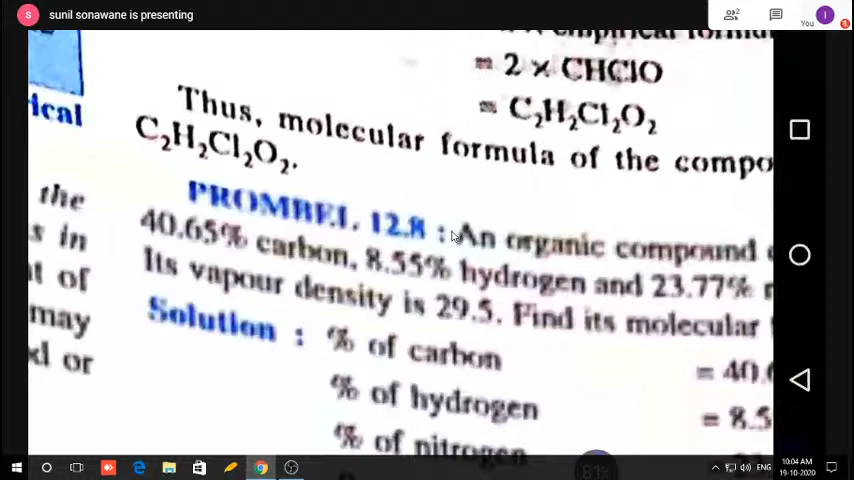 sunil sonawane is presenting
2
You
empirical
= 2 × CHClO
= C₂H₂Cl₂O₂
ical
Thus, molecular formula of the compo
C₂H₂Cl₂O₂.
the
s in
t of
may
d or
PROMBEL 12.8 : An organic compound
40.65% carbon, 8.55% hydrogen and 23.77%
Its vapour density is 29.5. Find its molecular
Solution : % of carbon = 40.
% of hydrogen = 8.5
% of nitrogen
81%
ENG
10:04 AM
19-10-2020